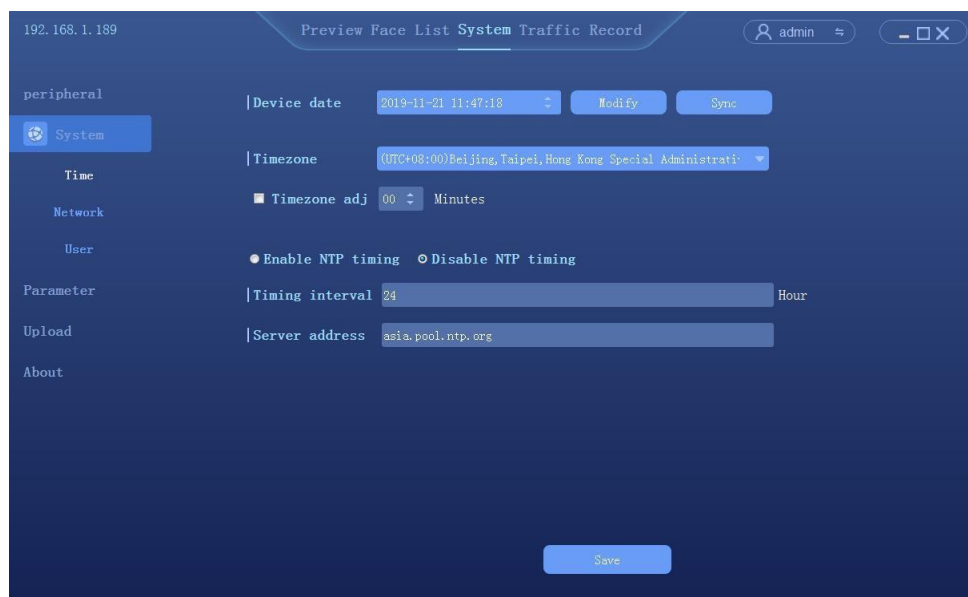 192.168.1.189
Preview Face List System Traffic Record
admin
peripheral
System
Time
Network
User
Parameter
Upload
About
Device date 2019-11-21 11:47:18 Modify Sync
Timezone (UTC+08:00)Beijing,Taipei,Hong Kong Special Administrati
Timezone adj 00 Minutes
Enable NTP timing Disable NTP timing
Timing interval 24 Hour
Server address asia.pool.ntp.org
Save